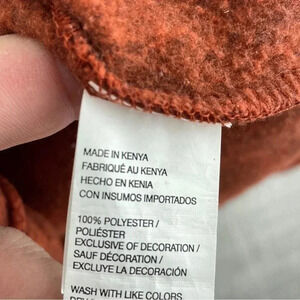 MADE IN KENYA
FABRIQUÉ AU KENYA
HECHO EN KENIA
CON INSUMOS IMPORTADOS
100% POLYESTER /
POLIÉSTER
EXCLUSIVE OF DECORATION /
SAUF DÉCORATION /
EXCLUYE LA DECORACIÓN
WASH WITH LIKE COLORS